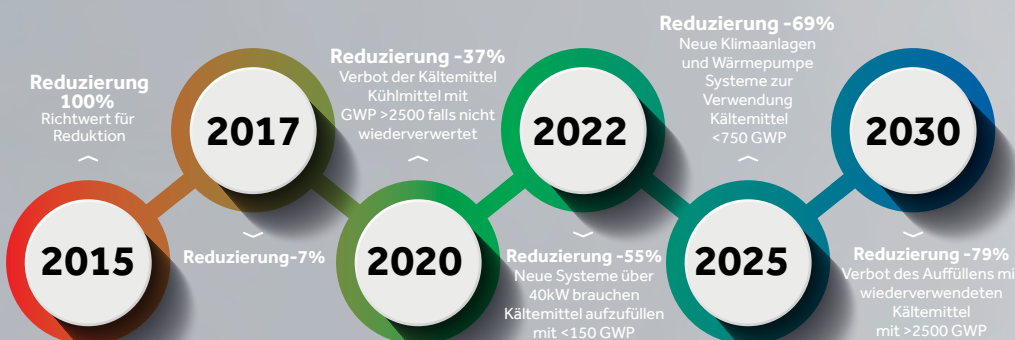 Reduzierung
100%
Richtwert für
Reduktion
2015
2017
Reduzierung-7%
Reduzierung -37%
Verbot der Kältemittel
Kühlmittel mit
GWP >2500 falls nicht
wiederverwertet
2020
2022
Reduzierung -55%
Neue Systeme über
40kW brauchen
Kältemittel aufzufüllen
mit <150 GWP
Reduzierung -69%
Neue Klimaanlagen
und Wärmepumpe
Systeme zur
Verwendung
Kältemittel
<750 GWP
2025
2030
Reduzierung -79%
Verbot des Auffüllens mi
wiederverwendeten
Kältemittel
mit >2500 GWP